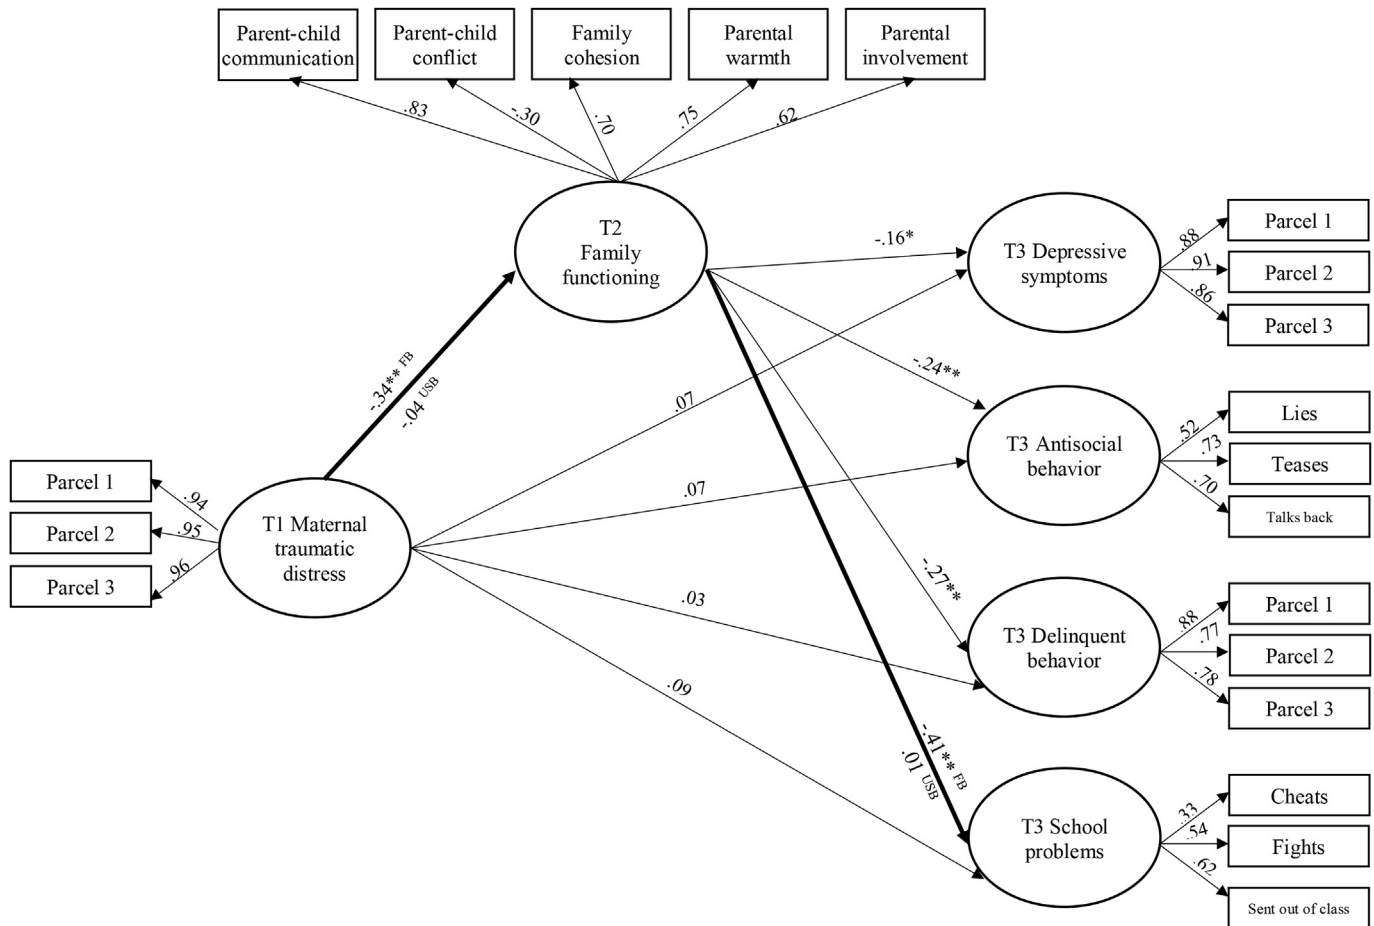 Parent-child
communication
Parent-child
conflict
Family
cohesion
Parental
warmth
Parental
involvement
.83
-.30
.70
.75
.62
T2
Family
functioning
-.34** FB
-.04 USB
T1 Maternal
traumatic
distress
Parcel 1
Parcel 2
Parcel 3
.94
.95
.96
-.16*
.07
-.24**
.07
-.27**
.03
.09
-.41** FB
.01 USB
T3 Depressive
symptoms
.88
.91
.86
Parcel 1
Parcel 2
Parcel 3
T3 Antisocial
behavior
.52
.73
.70
Lies
Teases
Talks back
T3 Delinquent
behavior
.88
.77
.78
Parcel 1
Parcel 2
Parcel 3
T3 School
problems
.33
.54
.62
Cheats
Fights
Sent out of class